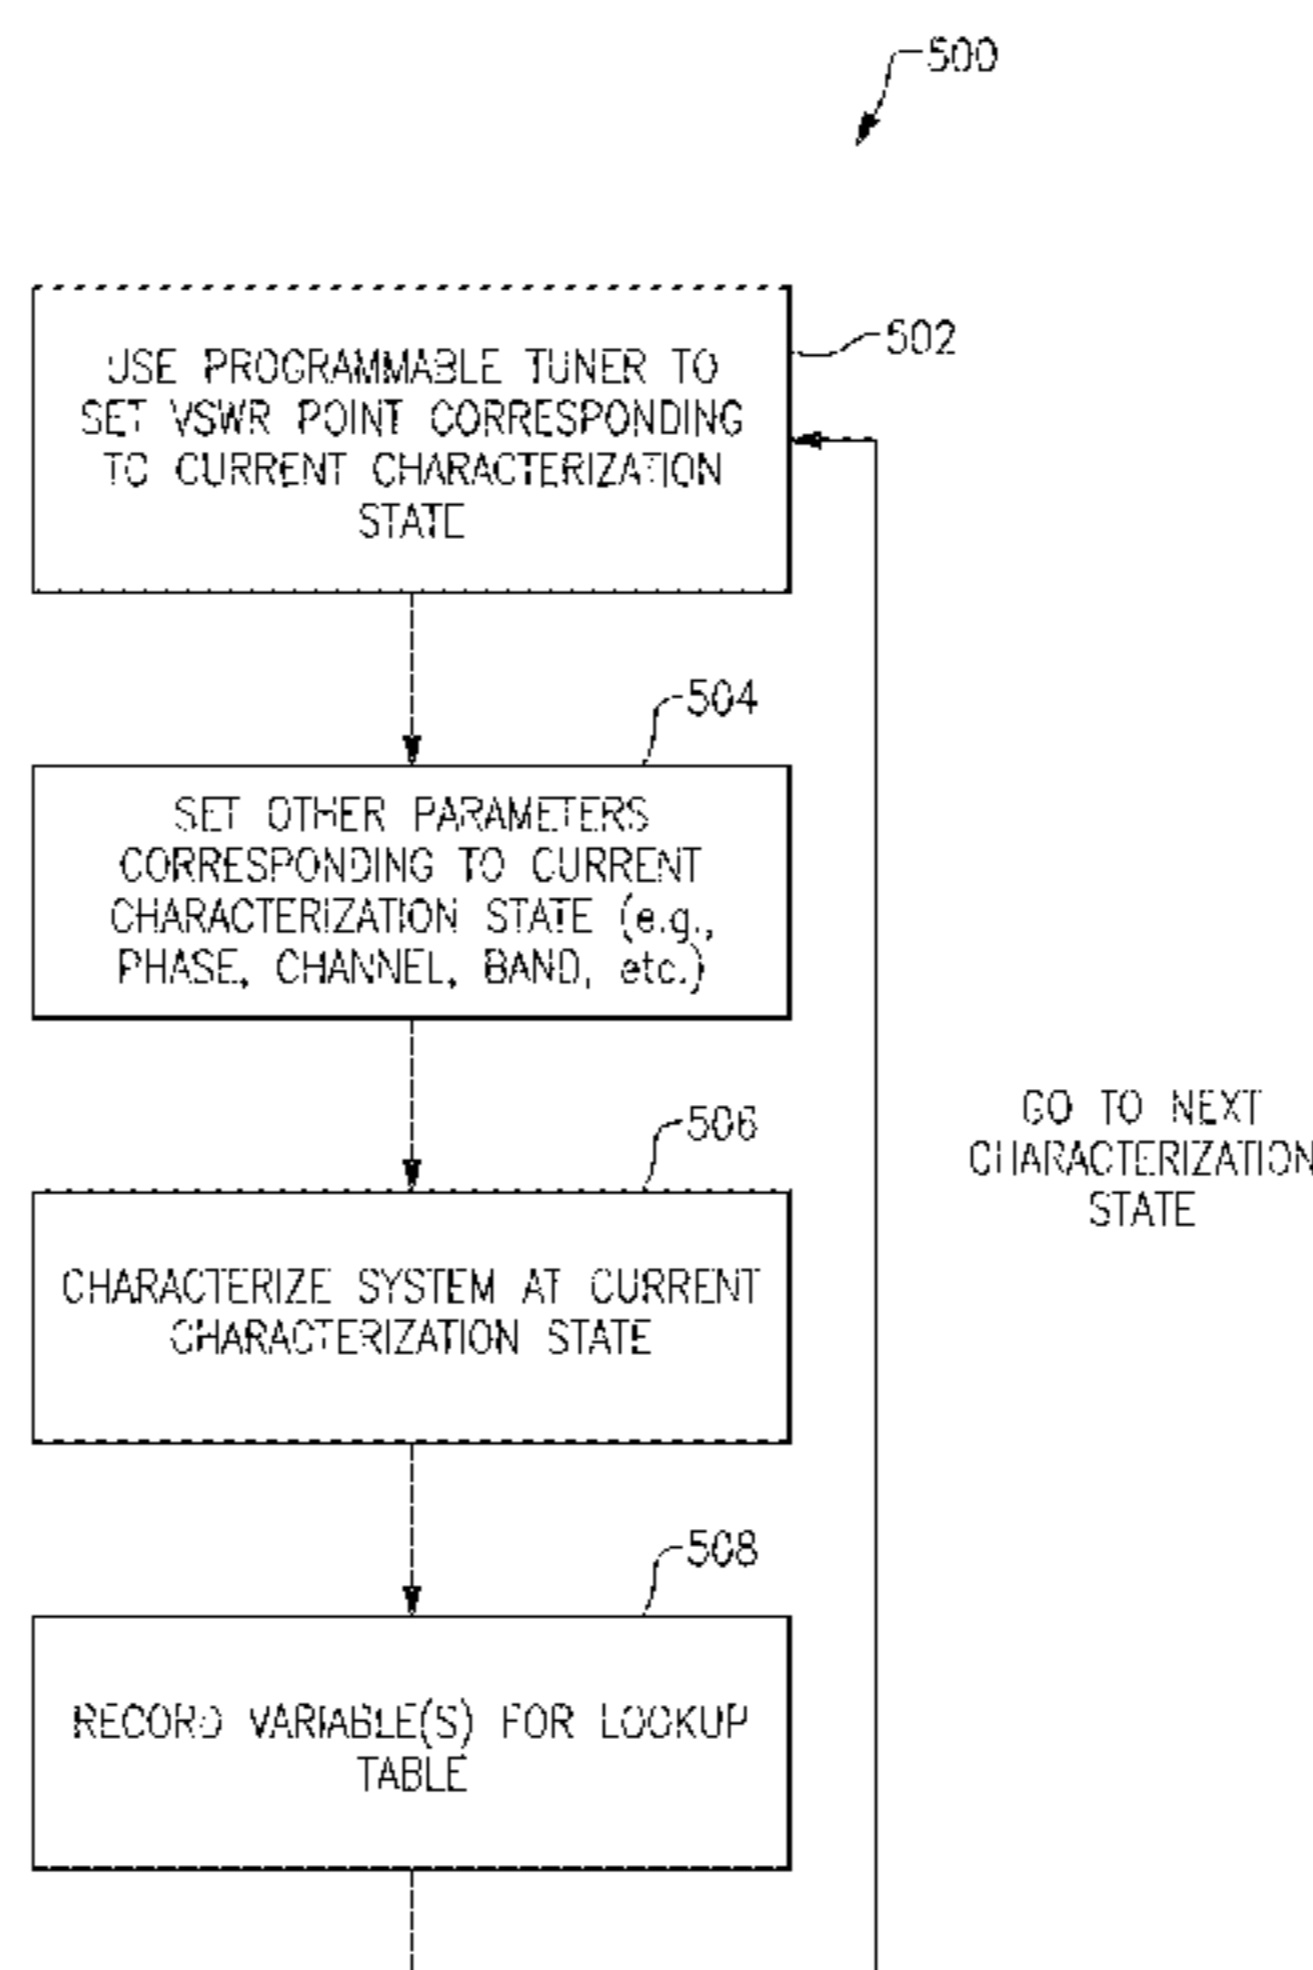 500
502
USE PROGRAMMABLE TUNER TO
SET VSWR POINT CORRESPONDING
TO CURRENT CHARACTERIZATION
STATE
504
SET OTHER PARAMETERS
CORRESPONDING TO CURRENT
CHARACTERIZATION STATE (e.g.,
PHASE, CHANNEL, BAND, etc.)
506
CHARACTERIZE SYSTEM AT CURRENT
CHARACTERIZATION STATE
508
RECORD VARIABLE(S) FOR LOOKUP
TABLE
GO TO NEXT
CHARACTERIZATION
STATE